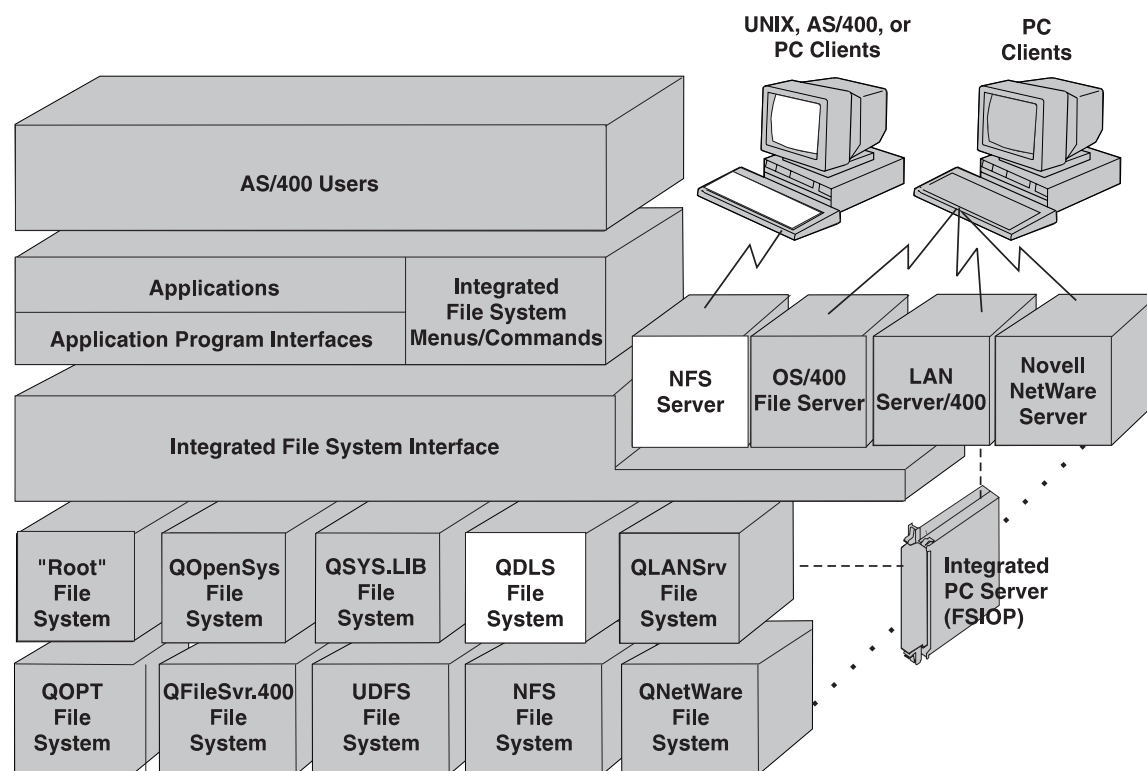 UNIX, AS/400, or
PC Clients
PC
Clients
AS/400 Users
Applications
Application Program Interfaces
Integrated
File System
Menus/Commands
NFS
Server
OS/400
File Server
LAN
Server/400
Novell
NetWare
Server
Integrated File System Interface
"Root"
File
System
QOpenSys
File
System
QSYS.LIB
File
System
QDLS
File
System
QLANSrv
File
System
Integrated
PC Server
(FSIOP)
QOPT
File
System
QFileSvr.400
File
System
UDFS
File
System
NFS
File
System
QNetWare
File
System